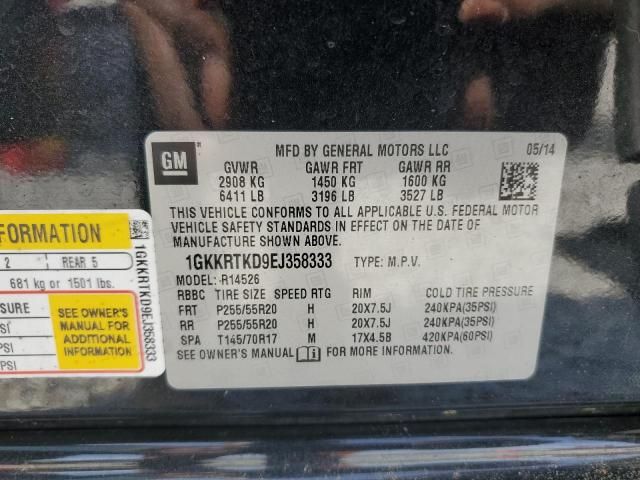 GM
MFD BY GENERAL MOTORS LLC 05/14
GVWR GAWR FRT GAWR RR
2908 KG 1450 KG 1600 KG
6411 LB 3196 LB 3527 LB
THIS VEHICLE CONFORMS TO ALL APPLICABLE U.S. FEDERAL MOTOR
VEHICLE SAFETY STANDARDS IN EFFECT ON THE DATE OF
MANUFACTURE SHOWN ABOVE.
1GKKRTKD9EJ358333 TYPE: M.P.V.
MODEL: R14526
RBBC TIRE SIZE SPEED RTG RIM COLD TIRE PRESSURE
FRT P255/55R20 H 20X7.5J 240KPA(35PSI)
RR P255/55R20 H 20X7.5J 240KPA(35PSI)
SPA T145/70R17 M 17X4.5B 420KPA(60PSI)
SEE OWNER'S MANUAL FOR MORE INFORMATION.
FORMATION
2 REAR 5
681 kg or 1501 lbs.
SSURE
PSI
PSI
PSI
SEE OWNER'S
MANUAL FOR
ADDITIONAL
INFORMATION
1GKKRTKD9EJ358333